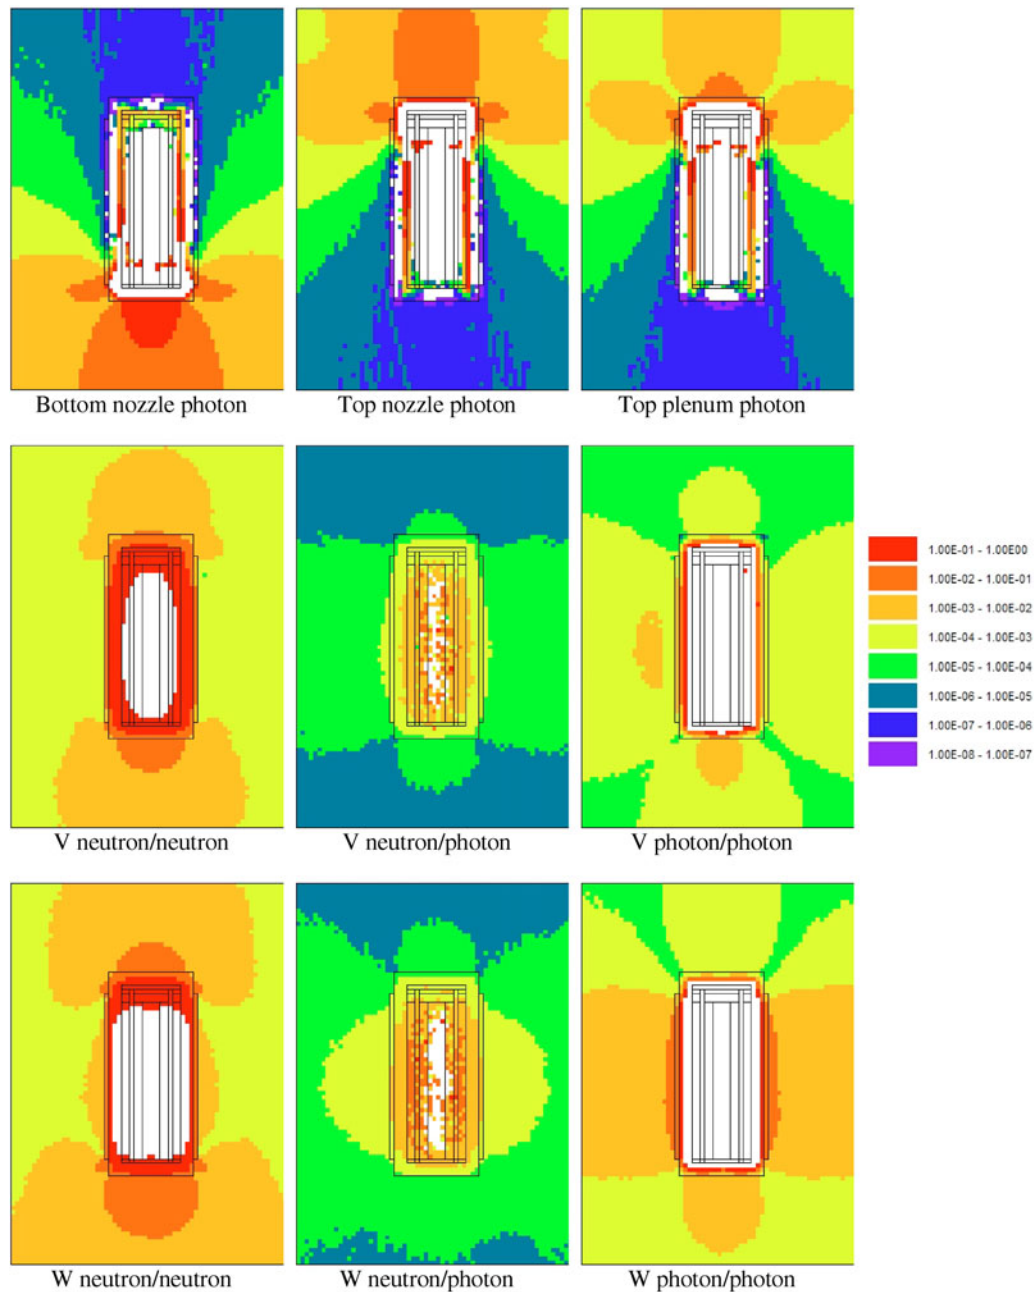 Bottom nozzle photon
Top nozzle photon
Top plenum photon
V neutron/neutron
V neutron/photon
V photon/photon
1.00E-01 - 1.00E00
1.00E-02 - 1.00E-01
1.00E-03 - 1.00E-02
1.00E-04 - 1.00E-03
1.00E-05 - 1.00E-04
1.00E-06 - 1.00E-05
1.00E-07 - 1.00E-06
1.00E-08 - 1.00E-07
W neutron/neutron
W neutron/photon
W photon/photon